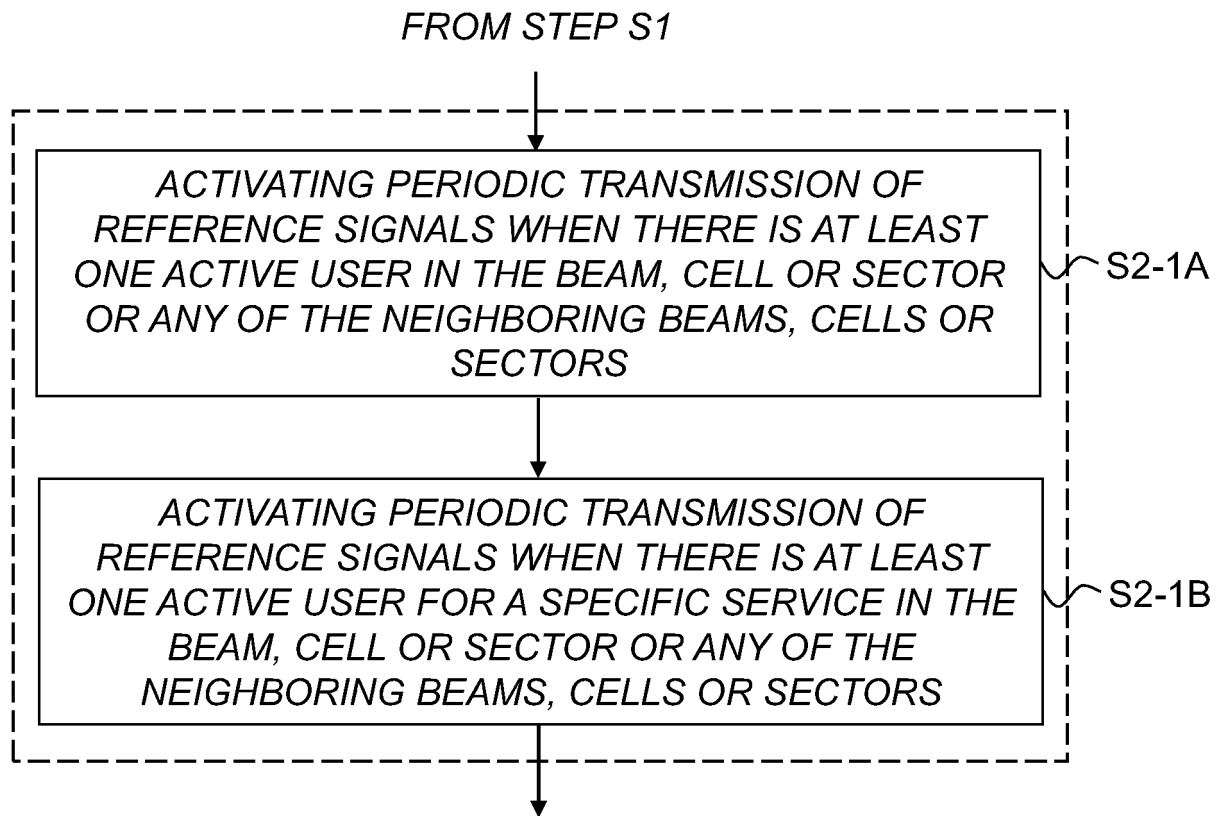 FROM STEP S1
ACTIVATING PERIODIC TRANSMISSION OF
REFERENCE SIGNALS WHEN THERE IS AT LEAST
ONE ACTIVE USER IN THE BEAM, CELL OR SECTOR
OR ANY OF THE NEIGHBORING BEAMS, CELLS OR
SECTORS
S2-1A
ACTIVATING PERIODIC TRANSMISSION OF
REFERENCE SIGNALS WHEN THERE IS AT LEAST
ONE ACTIVE USER FOR A SPECIFIC SERVICE IN THE
BEAM, CELL OR SECTOR OR ANY OF THE
NEIGHBORING BEAMS, CELLS OR SECTORS
S2-1B